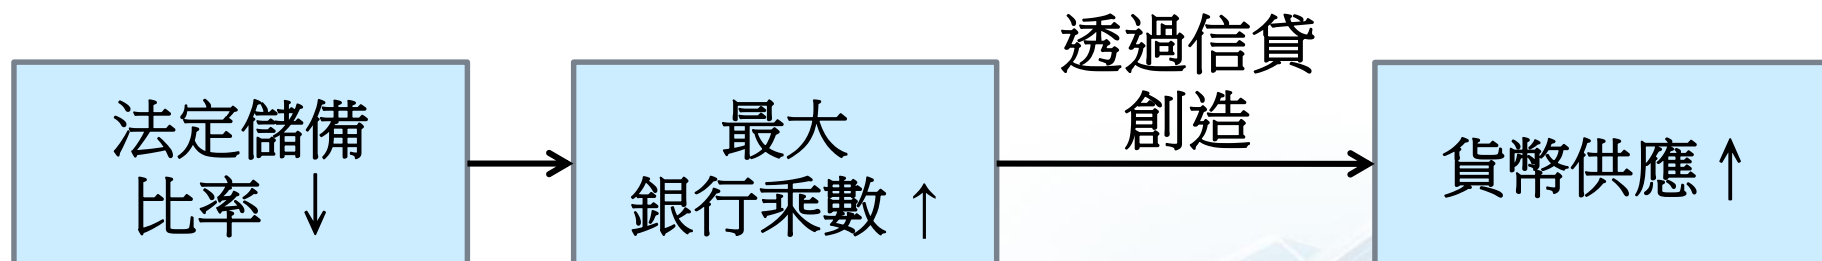 法定儲備
比率 ↓
最大
銀行乘數 ↑
透過信貸
創造
貨幣供應 ↑